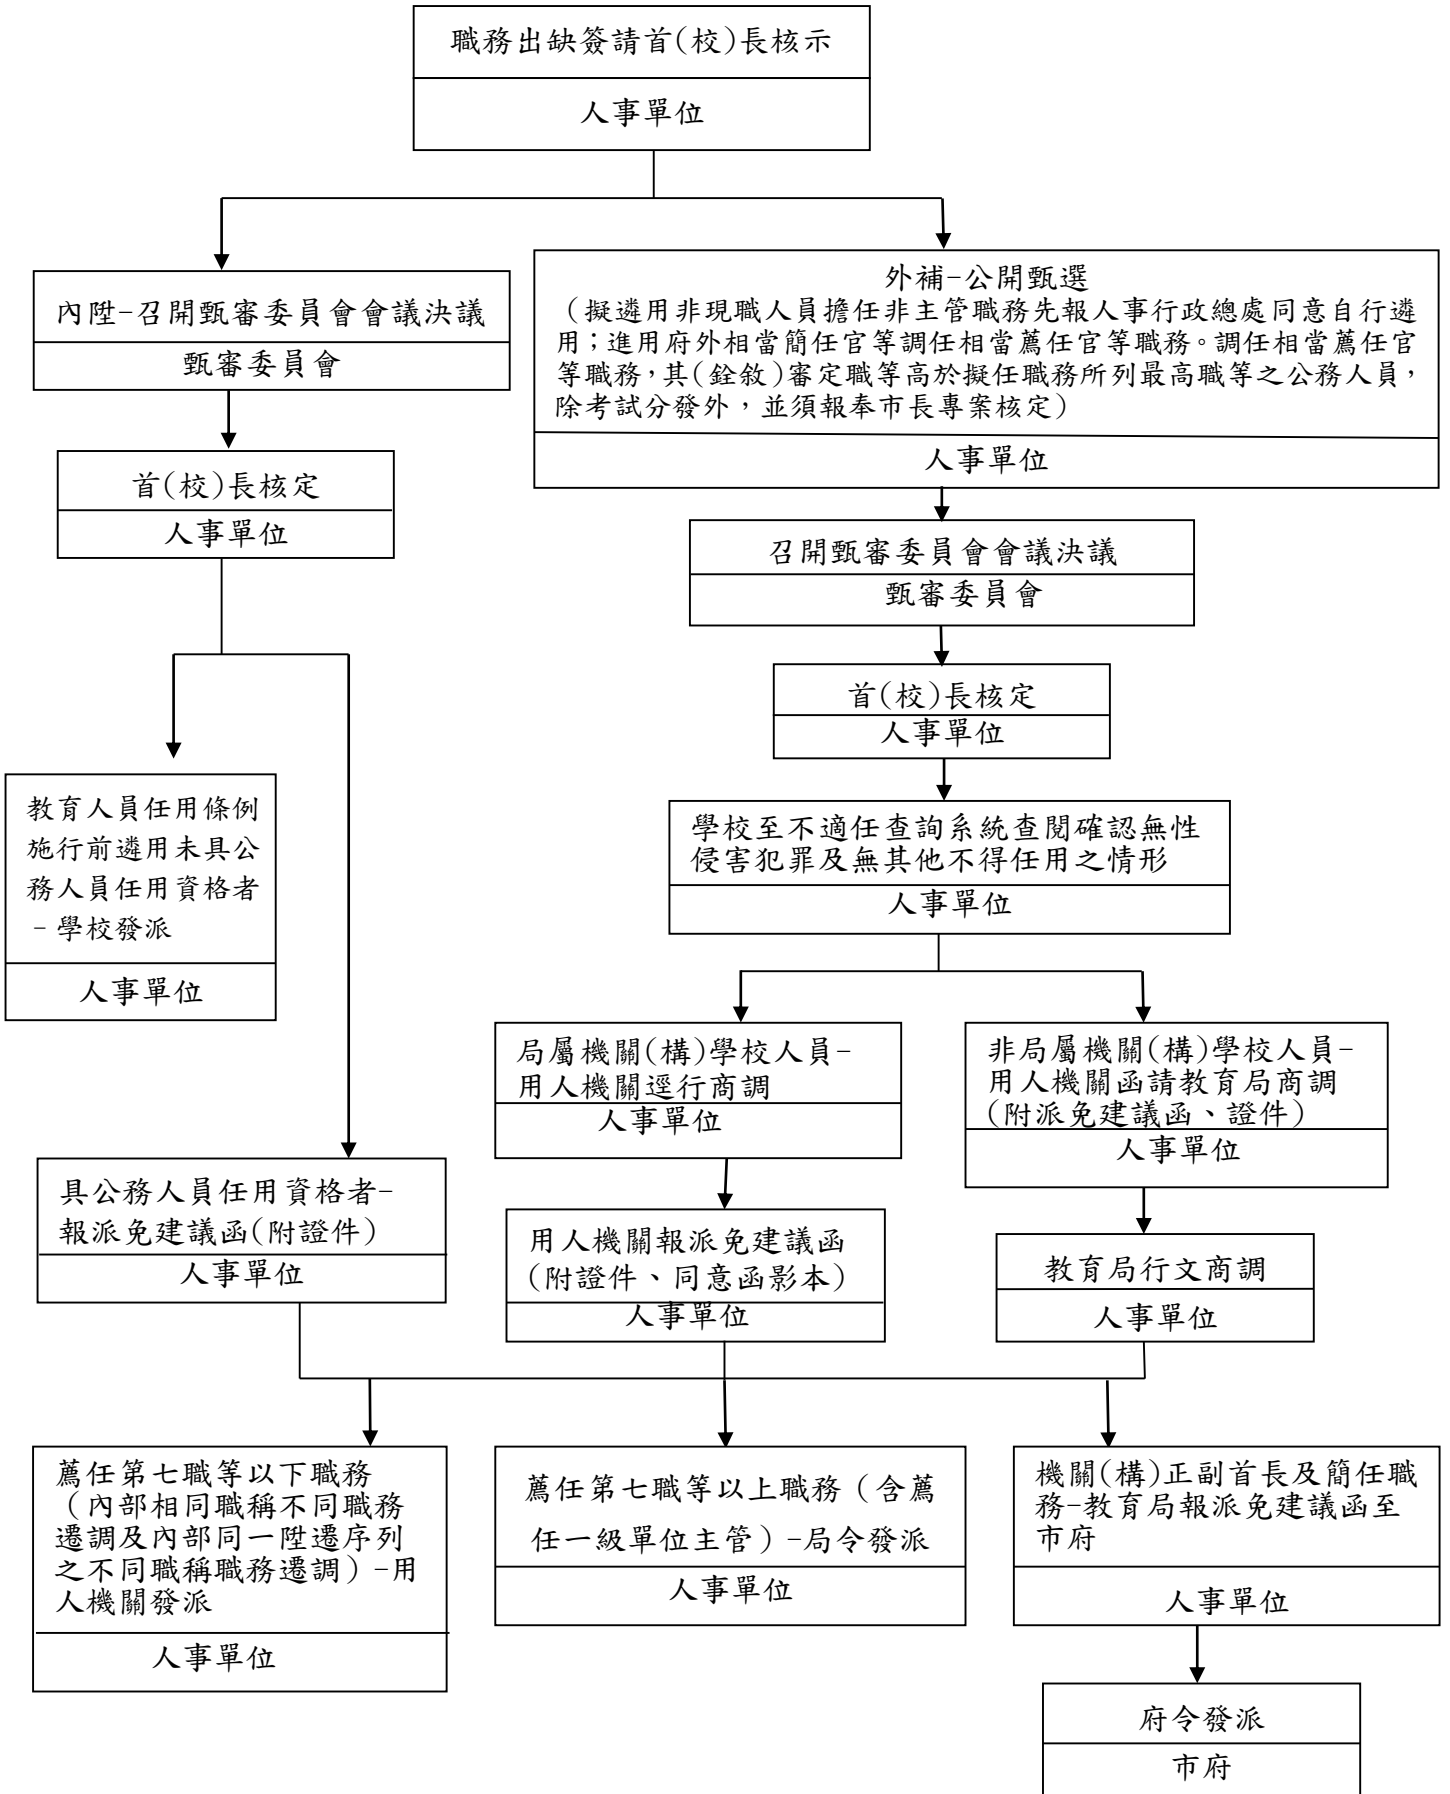 職務出缺簽請首(校)長核示
人事單位
內陞-召開甄審委員會會議決議
甄審委員會
外補-公開甄選
（擬遴用非現職人員擔任非主管職務先報人事行政總處同意自行遴
用；進用府外相當簡任官等調任相當薦任官等職務。調任相當薦任官
等職務，其(銓敘)審定職等高於擬任職務所列最高職等之公務人員，
除考試分發外，並須報奉市長專案核定）
人事單位
首(校)長核定
人事單位
召開甄審委員會會議決議
甄審委員會
首(校)長核定
人事單位
教育人員任用條例
施行前遴用未具公
務人員任用資格者
-學校發派
人事單位
學校至不適任查詢系統查閱確認無性
侵害犯罪及無其他不得任用之情形
人事單位
局屬機關(構)學校人員-
用人機關逕行商調
人事單位
非局屬機關(構)學校人員-
用人機關函請教育局商調
(附派免建議函、證件)
人事單位
具公務人員任用資格者-
報派免建議函(附證件)
人事單位
用人機關報派免建議函
(附證件、同意函影本)
人事單位
教育局行文商調
人事單位
薦任第七職等以下職務
（內部相同職稱不同職務
遷調及內部同一陞遷序列
之不同職稱職務遷調）-用
人機關發派
人事單位
薦任第七職等以上職務（含薦
任一級單位主管）-局令發派
人事單位
機關(構)正副首長及簡任職
務-教育局報派免建議函至
市府
人事單位
府令發派
市府